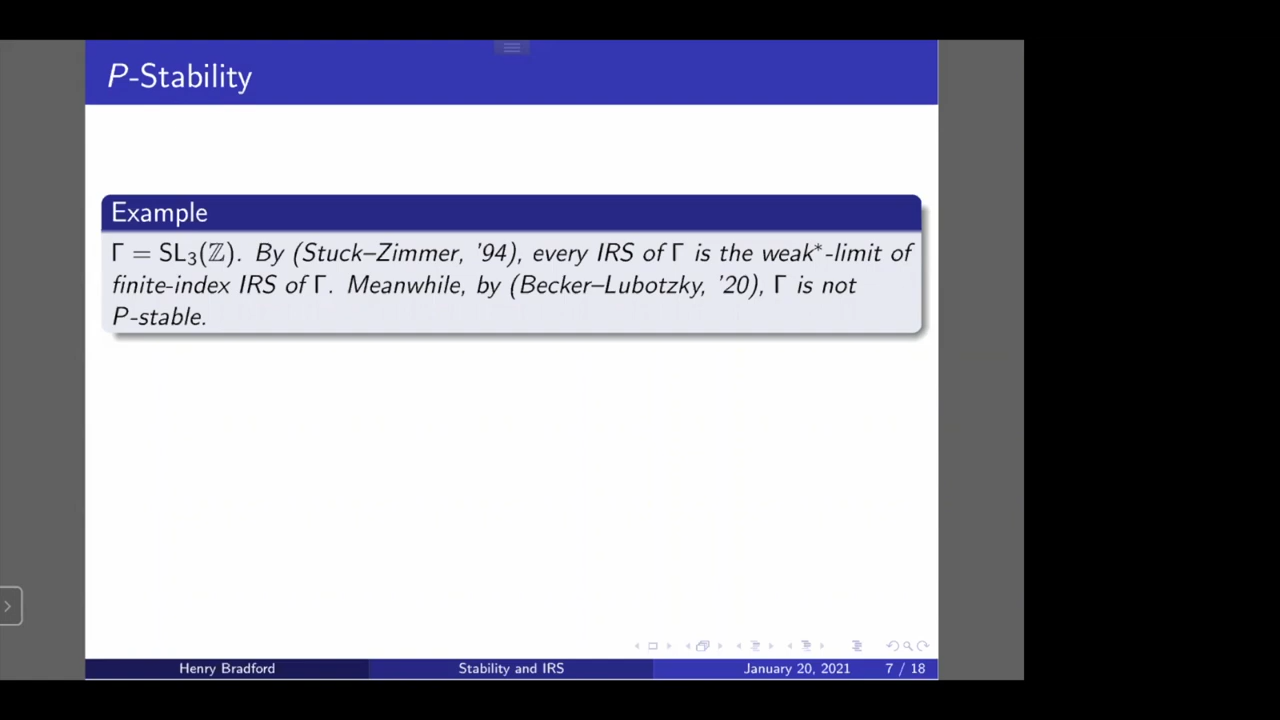 P-Stability
Example
Γ = SL₃(ℤ). By (Stuck–Zimmer, '94), every IRS of Γ is the weak*-limit of
finite-index IRS of Γ. Meanwhile, by (Becker–Lubotzky, '20), Γ is not
P-stable.
Henry Bradford Stability and IRS January 20, 2021 7 / 18